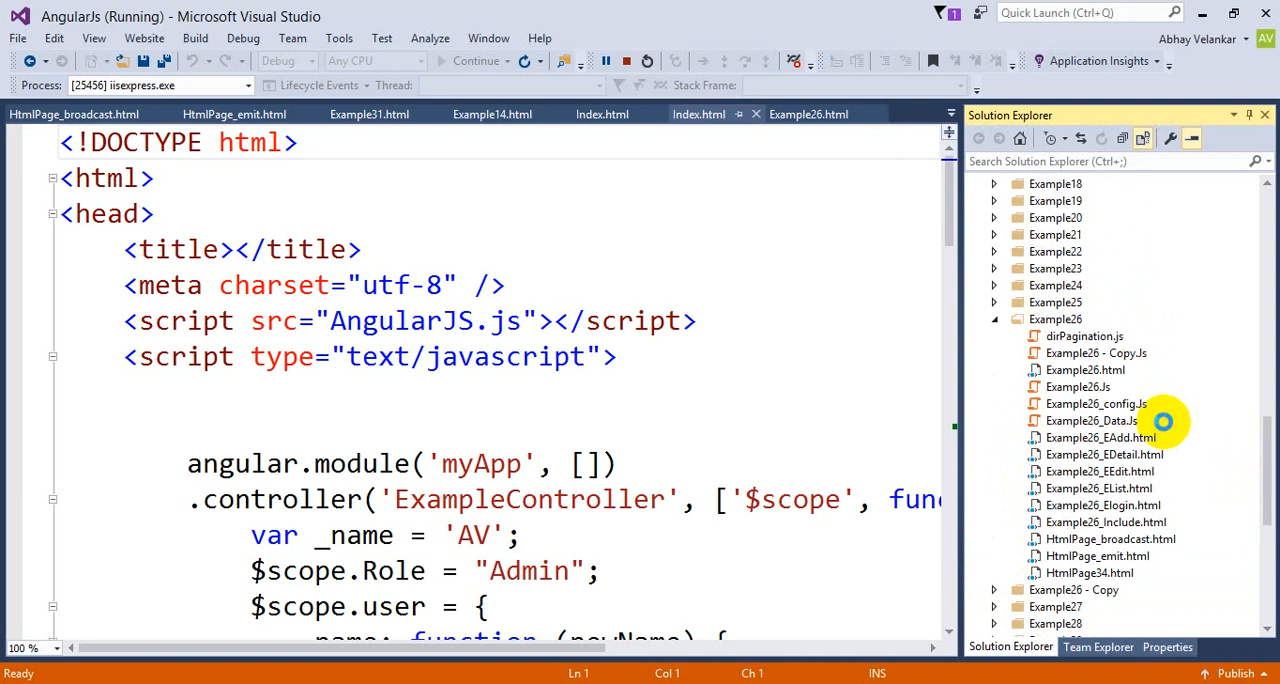 AngularJs (Running) - Microsoft Visual Studio
1
Quick Launch (Ctrl+Q)
File Edit View Website Build Debug Team Tools Test Analyze Window Help
Abhay Velankar AV
Debug Any CPU Continue Application Insights
Process: [25456] iisexpress.exe Lifecycle Events Thread: Stack Frame:
HtmlPage_broadcast.html HtmlPage_emit.html Example31.html Example14.html Index.html Index.html Example26.html
<!DOCTYPE html>
<html>
<head>
<title></title>
<meta charset="utf-8" />
<script src="AngularJS.js"></script>
<script type="text/javascript">
angular.module('myApp', [])
.controller('ExampleController', ['$scope', func
var _name = 'AV';
$scope.Role = "Admin";
$scope.user = {
name: function (newName) {
100 %
Solution Explorer
Search Solution Explorer (Ctrl+;)
Example18
Example19
Example20
Example21
Example22
Example23
Example24
Example25
Example26
dirPagination.js
Example26 - Copy.Js
Example26.html
Example26.Js
Example26_config.Js
Example26_Data.Js
Example26_EAdd.html
Example26_EDetail.html
Example26_EEdit.html
Example26_EList.html
Example26_Elogin.html
Example26_Include.html
HtmlPage_broadcast.html
HtmlPage_emit.html
HtmlPage34.html
Example26 - Copy
Example27
Example28
Solution Explorer Team Explorer Properties
Ready Ln 1 Col 1 Ch 1 INS Publish